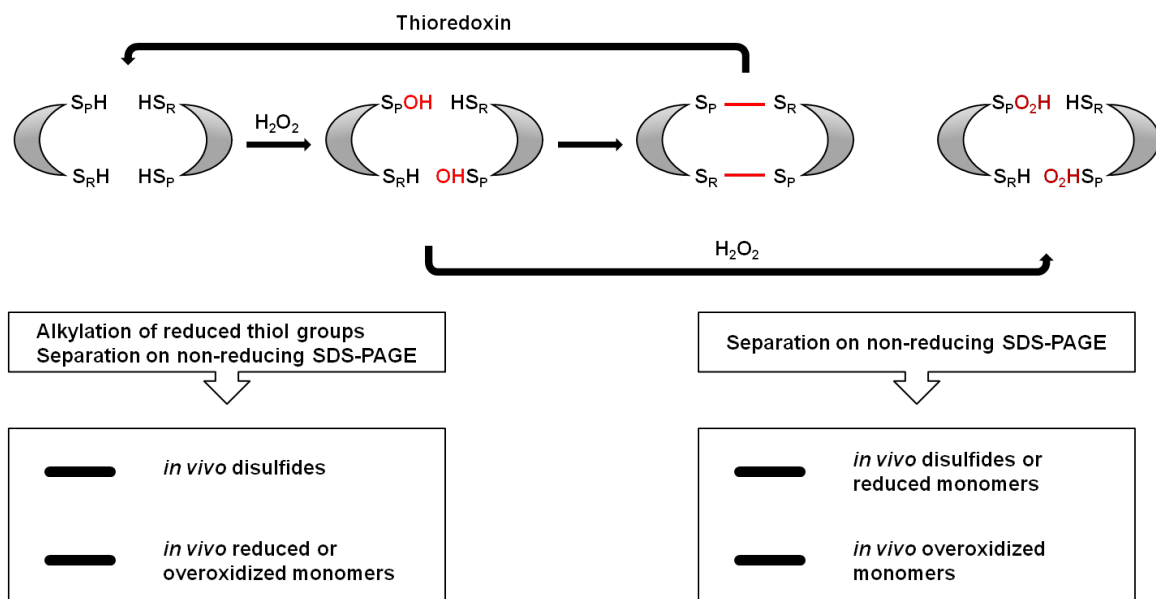 Thioredoxin
SPH HSR
H2O2
SPOH HSR
SP SR
SPO2H HSR
SRH HSP
SRH OHSP
SR SP
SRH O2HSP
H2O2
Alkylation of reduced thiol groups
Separation on non-reducing SDS-PAGE
Separation on non-reducing SDS-PAGE
in vivo disulfides
in vivo reduced or
overoxidized monomers
in vivo disulfides or
reduced monomers
in vivo overoxidized
monomers